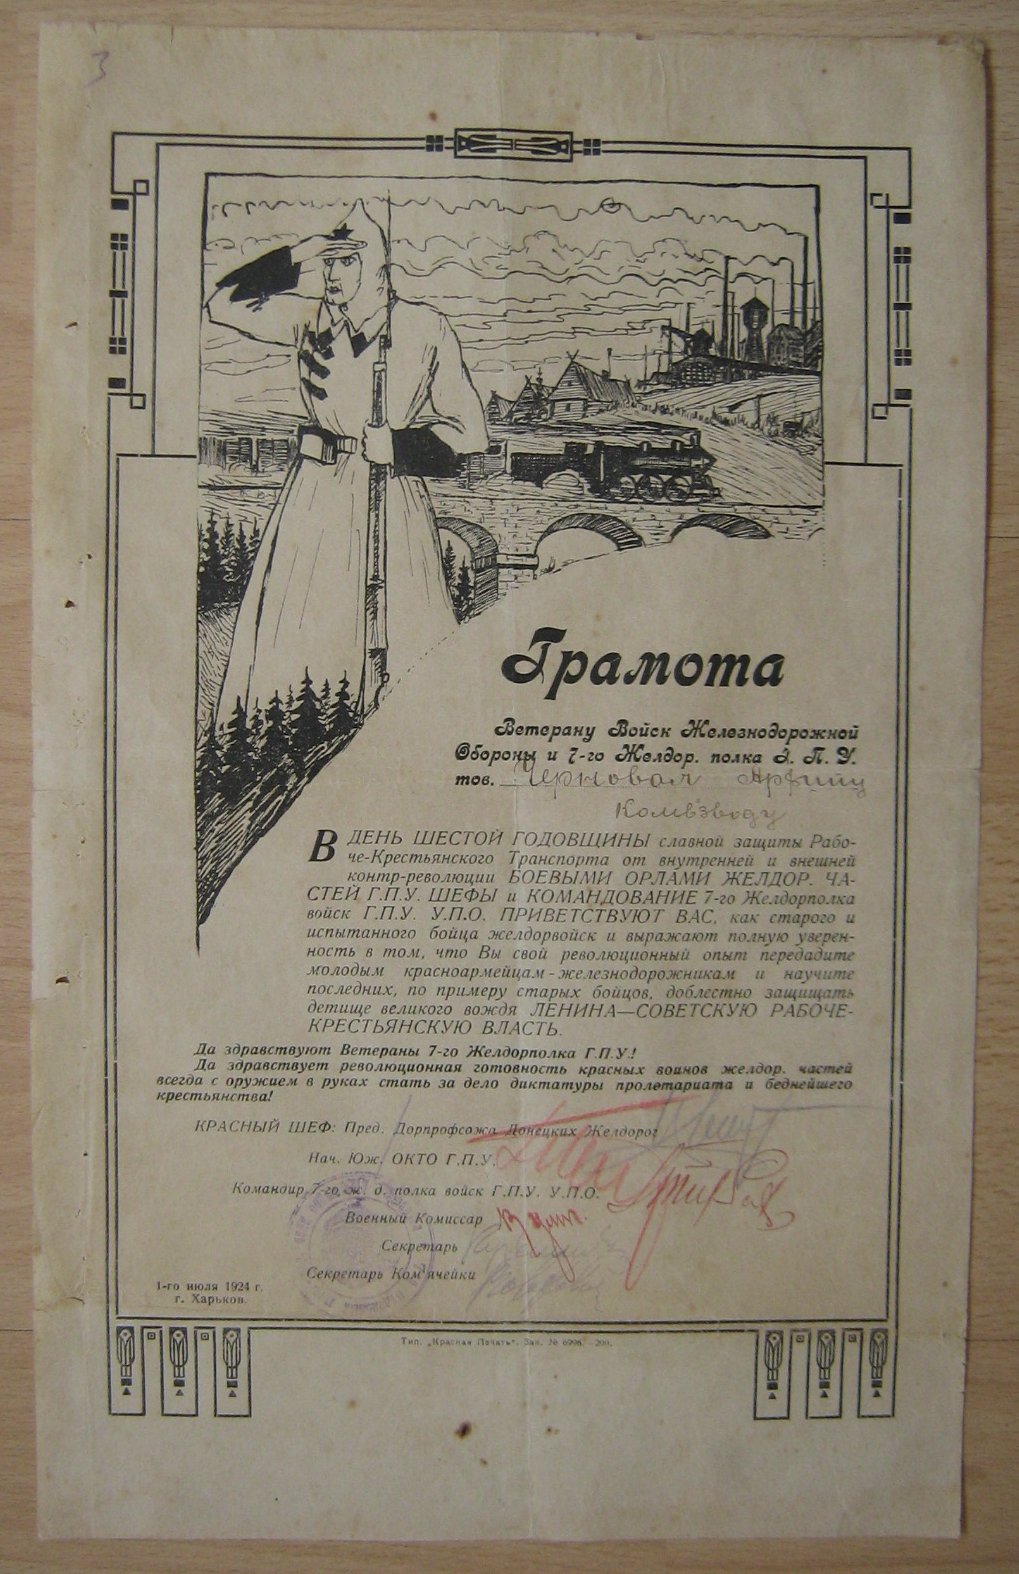 3
Грамота
Ветерану Войск Железнодорожной
Обороны и 7-го Желдор. полка Г. П. У.
тов. Комвзводу
В ДЕНЬ ШЕСТОЙ ГОДОВЩИНЫ славной защиты Рабо-
че-Крестьянского Транспорта от внутренней и внешней
контр-революции БОЕВЫМИ ОРЛАМИ ЖЕЛДОР. ЧА-
СТЕЙ Г.П.У. ШЕФЫ и КОМАНДОВАНИЕ 7-го Желдорполка
войск Г.П.У. У.П.О. ПРИВЕТСТВУЮТ ВАС, как старого и
испытанного бойца желдорвойск и выражают полную уверен-
ность в том, что Вы свой революционный опыт передадите
молодым красноармейцам-железнодорожникам и научите
последних, по примеру старых бойцов, доблестно защищать
детище великого вождя ЛЕНИНА—СОВЕТСКУЮ РАБОЧЕ-
КРЕСТЬЯНСКУЮ ВЛАСТЬ.
Да здравствуют Ветераны 7-го Желдорполка Г.П.У.!
Да здравствует революционная готовность красных воинов желдор. частей
всегда с оружием в руках стать за дело диктатуры пролетариата и беднейшего
крестьянства!
КРАСНЫЙ ШЕФ: Пред. Дорпрофсожа Донецких Желдорог
Нач. Юж. ОКТО Г.П.У.
Командир 7-го ж. д. полка войск Г.П.У. У.П.О.
Военный Комиссар
Секретарь
Секретарь Ком'ячейки
1-го июля 1924 г.
г. Харьков.
Тип. „Красная Печать". Зак. № 6996.—200.